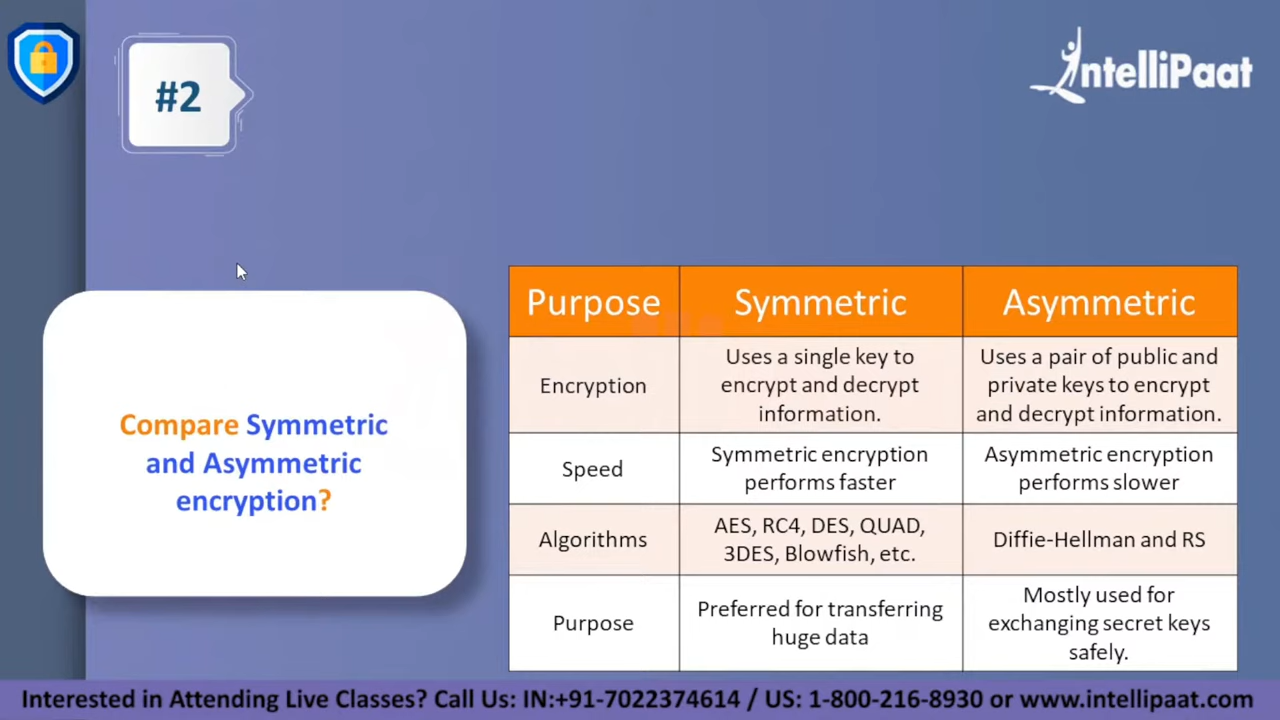 #2
IntelliPaat
Compare Symmetric
and Asymmetric
encryption?
Purpose Symmetric Asymmetric
Encryption
Uses a single key to
encrypt and decrypt
information.
Uses a pair of public and
private keys to encrypt
and decrypt information.
Speed
Symmetric encryption
performs faster
Asymmetric encryption
performs slower
Algorithms
AES, RC4, DES, QUAD,
3DES, Blowfish, etc.
Diffie-Hellman and RS
Purpose
Preferred for transferring
huge data
Mostly used for
exchanging secret keys
safely.
Interested in Attending Live Classes? Call Us: IN:+91-7022374614 / US: 1-800-216-8930 or www.intellipaat.com